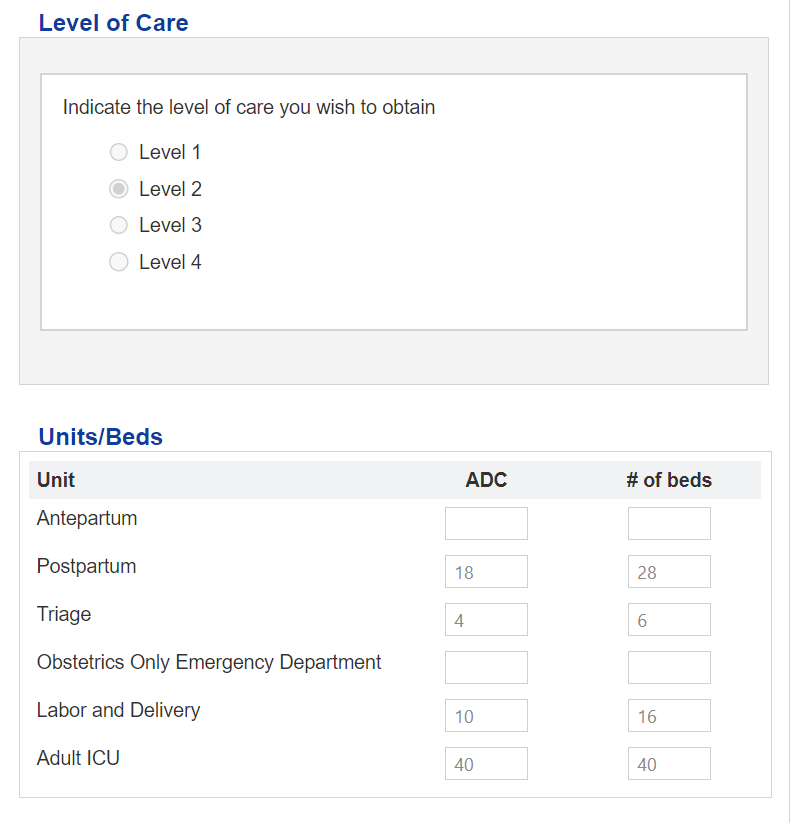 Level of Care
Indicate the level of care you wish to obtain
Level 1
Level 2
Level 3
Level 4
Units/Beds
Unit ADC # of beds
Antepartum
Postpartum 18 28
Triage 4 6
Obstetrics Only Emergency Department
Labor and Delivery 10 16
Adult ICU 40 40